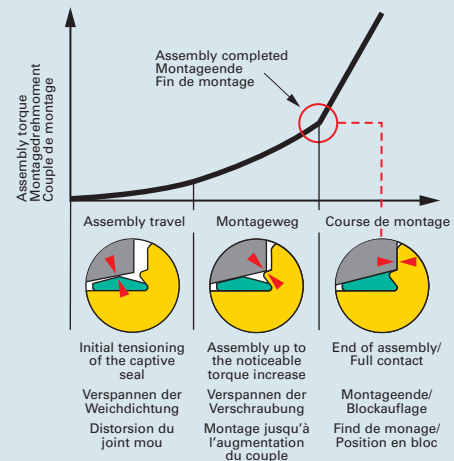 Assembly completed
Montageende
Fin de montage
Assembly torque
Montagedrehmoment
Couple de montage
Assembly travel
Montageweg
Course de montage
Initial tensioning
of the captive
seal
Verspannen der
Weichdichtung
Distorsion du
joint mou
Assembly up to
the noticeable
torque increase
Verspannen der
Verschraubung
Montage jusqu'à
l'augmentation
du couple
End of assembly/
Full contact
Montageende/
Blockauflage
Find de monage/
Position en bloc